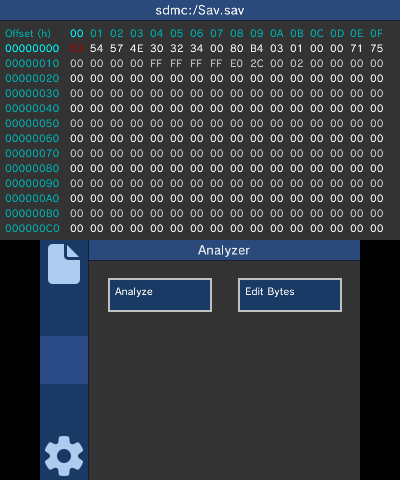 sdmc:/Sav.sav
Offset (h) 00 01 02 03 04 05 06 07 08 09 0A 0B 0C 0D 0E 0F
00000000 00 54 57 4E 30 32 34 00 80 B4 03 01 00 00 71 75
00000010 00 00 00 00 FF FF FF FF E0 2C 00 02 00 00 00 00
00000020 00 00 00 00 00 00 00 00 00 00 00 00 00 00 00 00
00000030 00 00 00 00 00 00 00 00 00 00 00 00 00 00 00 00
00000040 00 00 00 00 00 00 00 00 00 00 00 00 00 00 00 00
00000050 00 00 00 00 00 00 00 00 00 00 00 00 00 00 00 00
00000060 00 00 00 00 00 00 00 00 00 00 00 00 00 00 00 00
00000070 00 00 00 00 00 00 00 00 00 00 00 00 00 00 00 00
00000080 00 00 00 00 00 00 00 00 00 00 00 00 00 00 00 00
00000090 00 00 00 00 00 00 00 00 00 00 00 00 00 00 00 00
000000A0 00 00 00 00 00 00 00 00 00 00 00 00 00 00 00 00
000000B0 00 00 00 00 00 00 00 00 00 00 00 00 00 00 00 00
000000C0 00 00 00 00 00 00 00 00 00 00 00 00 00 00 00 00
Analyzer
Analyze
Edit Bytes